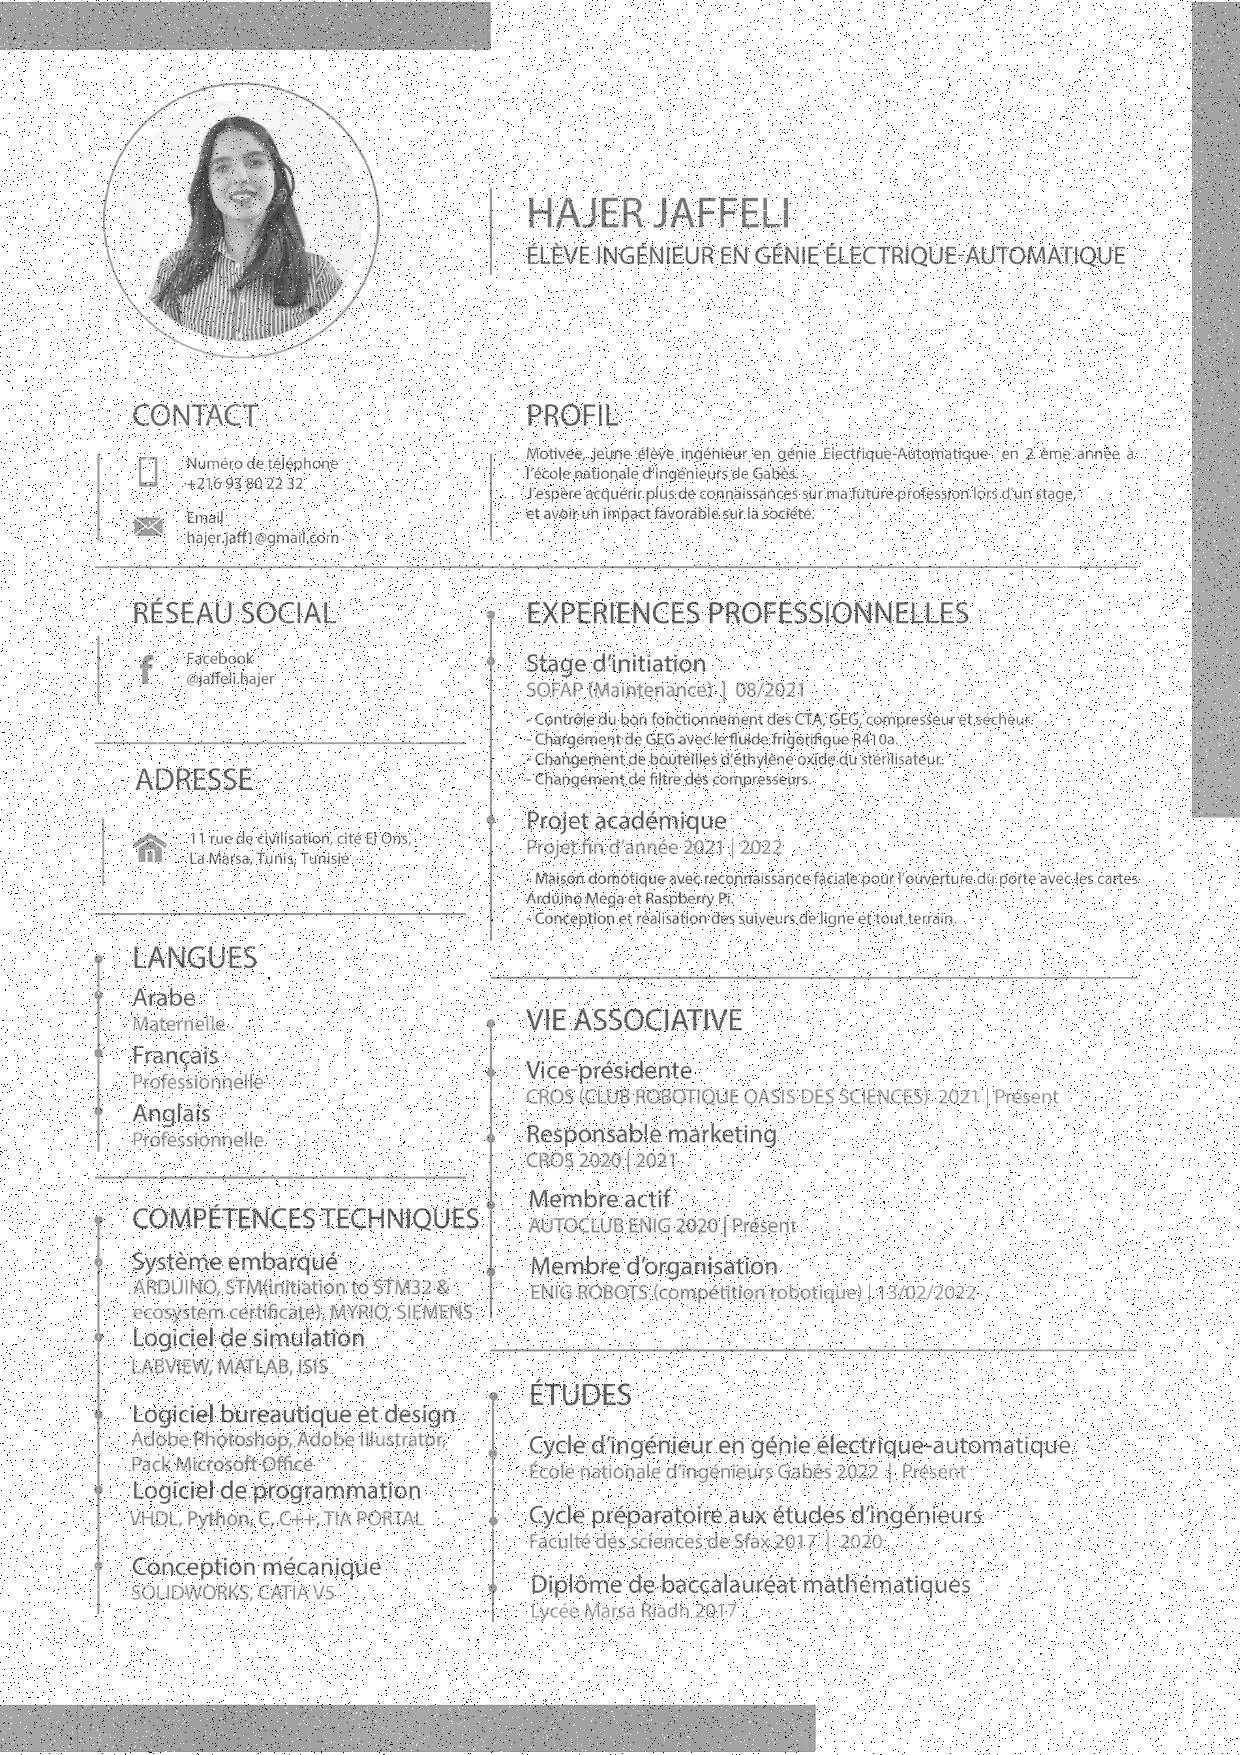 HAJER JAFFELI
ÉLÈVE INGÉNIEUR EN GÉNIE ÉLECTRIQUE-AUTOMATIQUE
CONTACT
Numéro de téléphone
+216 93 80 22 32
Email
hajer.jaff1@gmail.com
PROFIL
Motivée, jeune élève ingénieur en génie Electrique-Automatique en 2 ème année à
l'école nationale d'ingénieurs de Gabès.
J'espère acquérir plus de connaissances sur ma future profession lors d'un stage,
et avoir un impact favorable sur la société.
RÉSEAU SOCIAL
Facebook
@jaffeli.hajer
ADRESSE
11 rue de civilisation, cité El Ons,
La Marsa, Tunis, Tunisie
LANGUES
Arabe
Maternelle
Français
Professionnelle
Anglais
Professionnelle
COMPÉTENCES TECHNIQUES
Système embarqué
ARDUINO, STM(initiation to STM32 &
ecosystem certificate), MYRIO, SIEMENS
Logiciel de simulation
LABVIEW, MATLAB, ISIS
Logiciel bureautique et design
Adobe Photoshop, Adobe Illustrator,
Pack Microsoft Office
Logiciel de programmation
VHDL, Python, C, C++, TIA PORTAL
Conception mécanique
SOLIDWORKS, CATIA V5
EXPERIENCES PROFESSIONNELLES
Stage d'initiation
SOFAP (Maintenance) | 08/2021
- Contrôle du bon fonctionnement des CTA, GEG, compresseur et sécheur.
- Chargement de GEG avec le fluide frigorifique R410a.
- Changement de bouteilles d'éthylène oxide du stérilisateur.
- Changement de filtre des compresseurs.
Projet académique
Projet fin d'année 2021 | 2022
- Maison domotique avec reconnaissance faciale pour l'ouverture du porte avec les cartes
Arduino Mega et Raspberry Pi.
- Conception et réalisation des suiveurs de ligne et tout terrain.
VIE ASSOCIATIVE
Vice-présidente
CROS (CLUB ROBOTIQUE OASIS DES SCIENCES) 2021 | Présent
Responsable marketing
CROS 2020 | 2021
Membre actif
AUTOCLUB ENIG 2020 | Présent
Membre d'organisation
ENIG ROBOTS (compétition robotique) | 13/02/2022
ÉTUDES
Cycle d'ingénieur en génie électrique-automatique
École nationale d'ingénieurs Gabès 2022 | Présent
Cycle préparatoire aux études d'ingénieurs
Faculté des sciences de Sfax 2017 | 2020
Diplôme de baccalauréat mathématiques
Lycée Marsa Riadh 2017